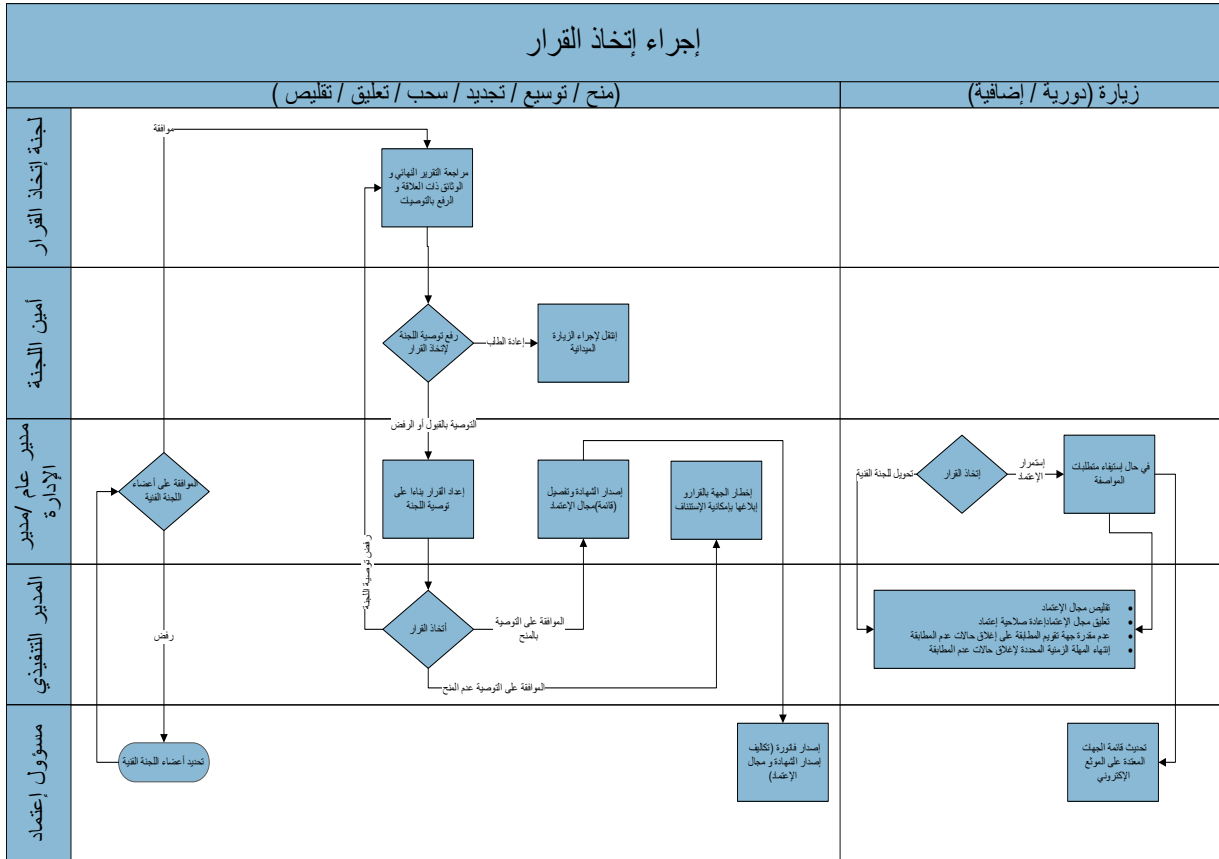 إجراء إتخاذ القرار
(منح / توسيع / تجديد / سحب / تعليق / تقليص )
زيارة (دورية / إضافية)
لجنة إتخاذ القرار
موافقة
مراجعة التقرير النهائي و
الوثائق ذات العلاقة و
الرفع بالتوصيات
أمين اللجنة
رفع توصية اللجنة
لإتخاذ القرار
إعادة الطلب
إنتقل لإجراء الزيارة
الميدانية
التوصية بالقبول أو الرفض
مدير عام /مدير
الإدارة
الموافقة على أعضاء
اللجنة الفنية
إعداد القرار بناءا على
توصية اللجنة
إصدار الشهادة وتفصيل
(قائمة)مجال الإعتماد
إخطار الجهة بالقرارو
إبلاغها بإمكانية الإستئناف
تحويل للجنة الفنية
إتخاذ القرار
إستمرار
الإعتماد
في حال إستيفاء متطلبات
المواصفة
رفض توصية اللجنة
المدير التنفيذي
رفض
أتخاذ القرار
الموافقة على التوصية
بالمنح
الموافقة على التوصية عدم المنح
• تقليص مجال الإعتماد
• تعليق مجال الإعتماد|إعادة صلاحية إعتماد
• عدم مقدرة جهة تقويم المطابقة على إغلاق حالات عدم المطابقة
• إنتهاء المهلة الزمنية المحددة لإغلاق حالات عدم المطابقة
مسؤول إعتماد
تحديد أعضاء اللجنة الفنية
إصدار فاتورة (تكاليف
إصدار الشهادة و مجال
الإعتماد)
تحديث قائمة الجهات
المعتدة على الموقع
الإكتروني